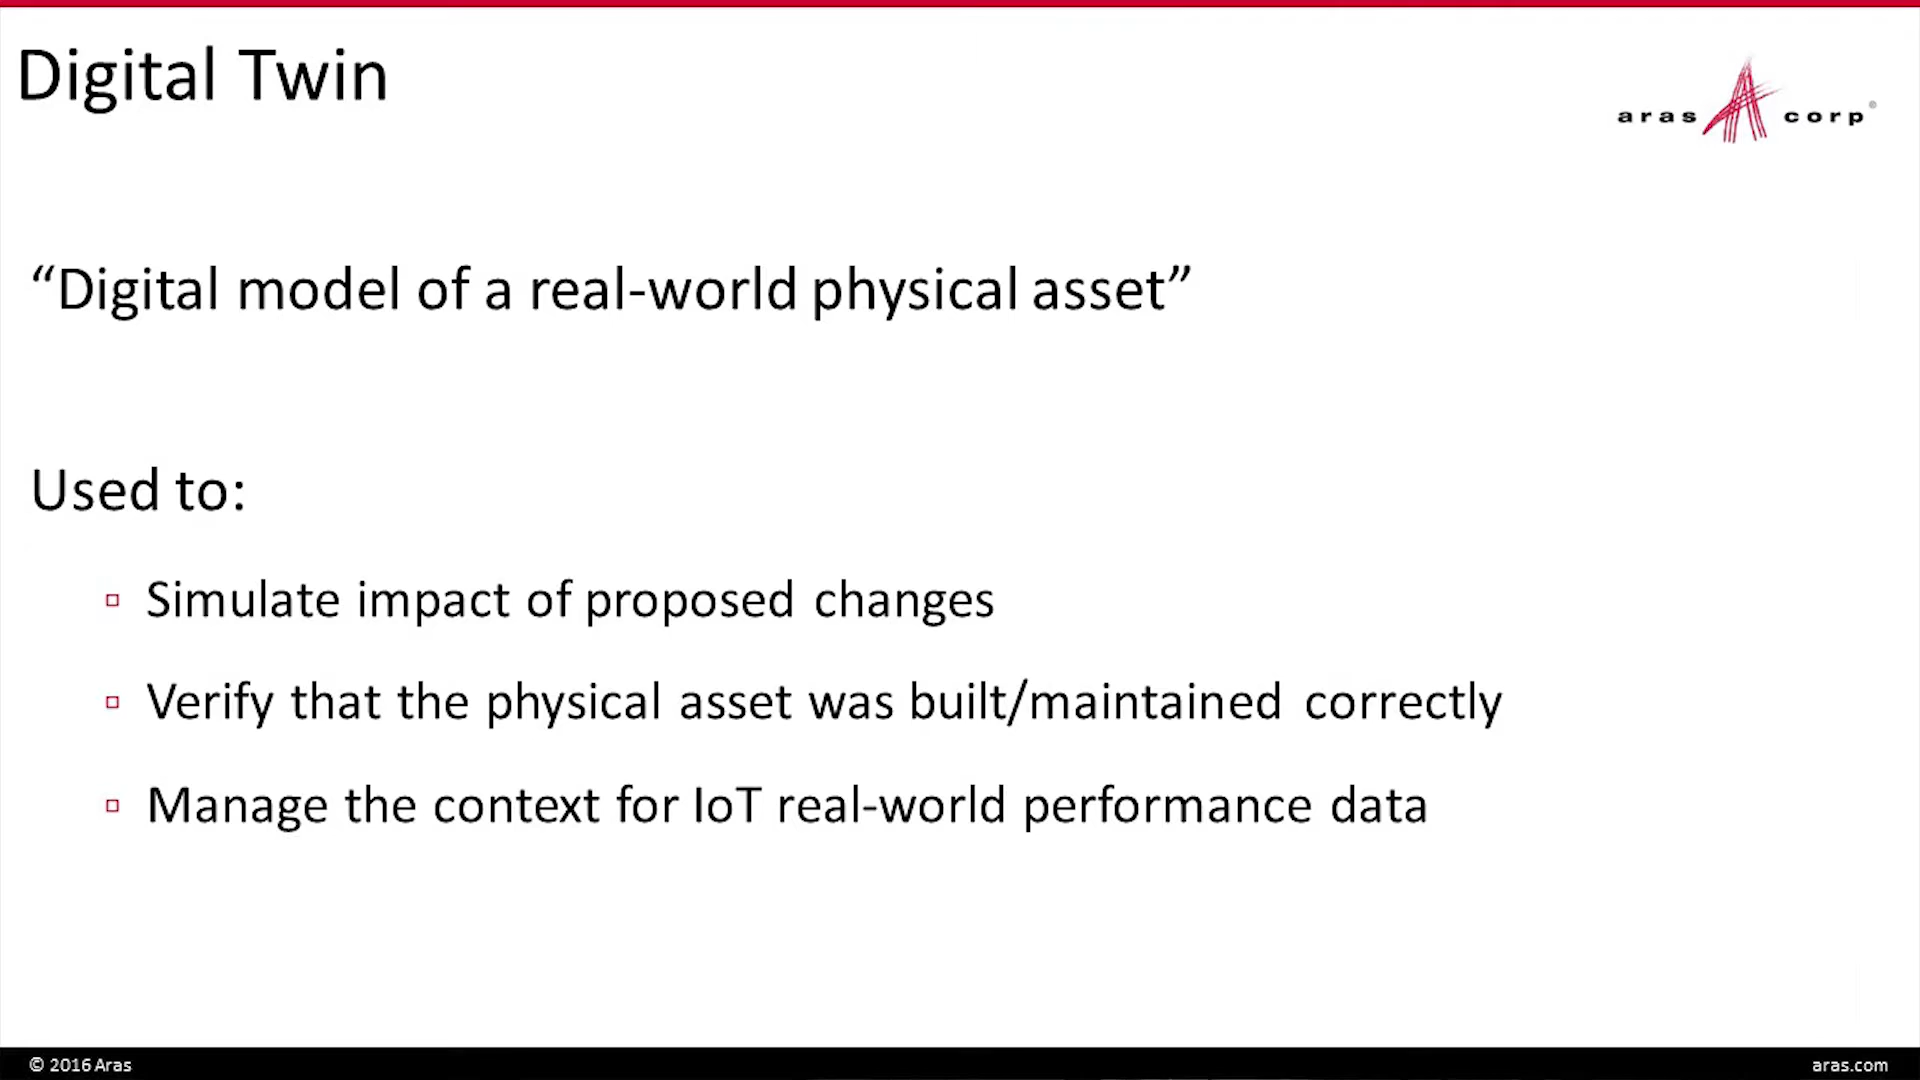 Digital Twin
aras corp®
“Digital model of a real-world physical asset”
Used to:
Simulate impact of proposed changes
Verify that the physical asset was built/maintained correctly
Manage the context for IoT real-world performance data
© 2016 Aras
aras.com